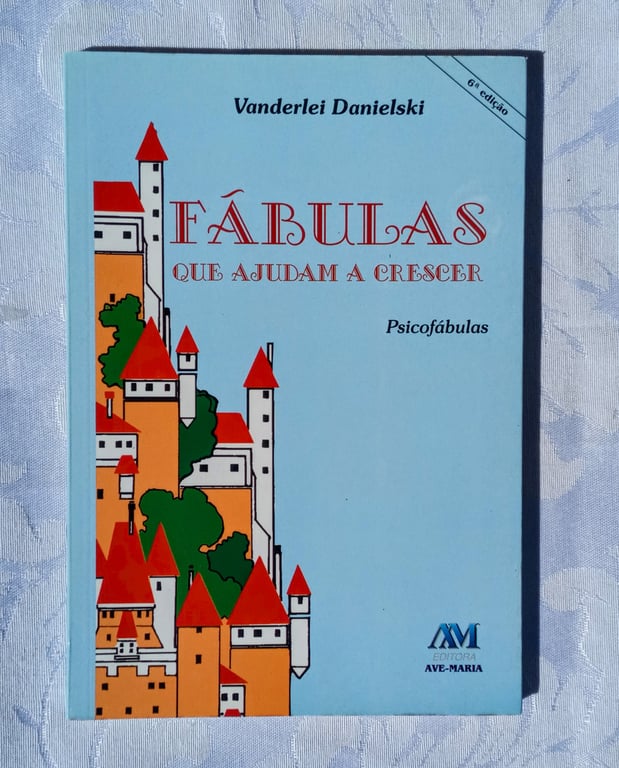 6ª edição
Vanderlei Danielski
FÁBULAS
QUE AJUDAM A CRESCER
Psicofábulas
AM
EDITORA
AVE-MARIA